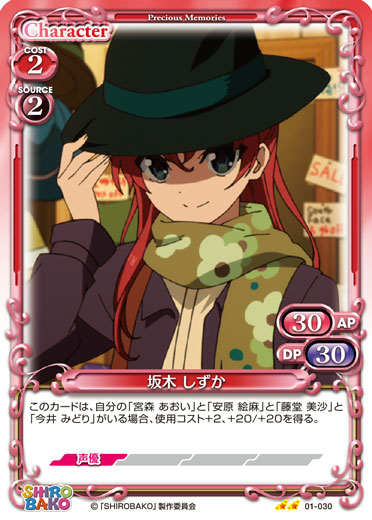 Precious Memories
Character
COST
2
SOURCE
2
SALL
South
Face
30 AP
DP 30
坂木 しずか
このカードは、自分の「宮森 あおい」と「安原 絵麻」と「藤堂 美沙」と
「今井 みどり」がいる場合、使用コスト+2、+20/+20を得る。
声優
SHIRO
BAKO
©「SHIROBAKO」製作委員会
01-030